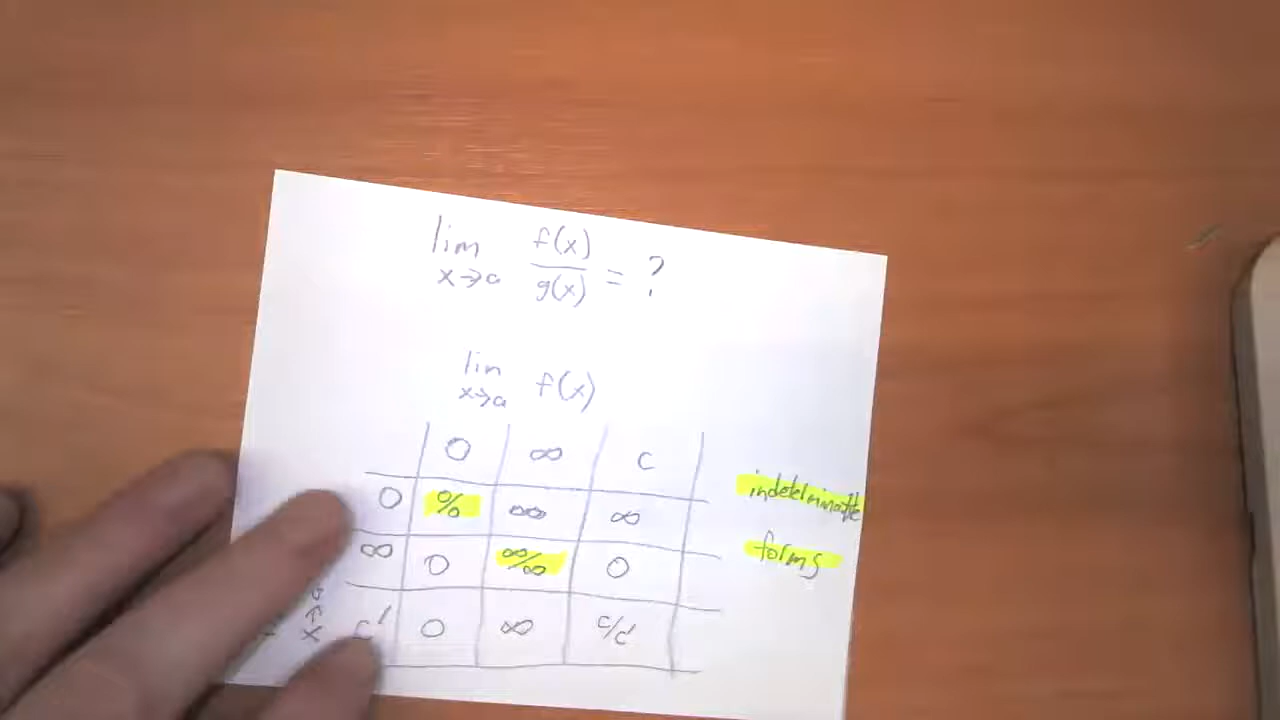 lim f(x)
x→a g(x) = ?
lim f(x)
x→a
0 ∞ c
0 0/0 ∞ ∞
∞ 0 ∞/∞ 0
c' 0 ∞ c/c'
x→a
indeterminate
forms